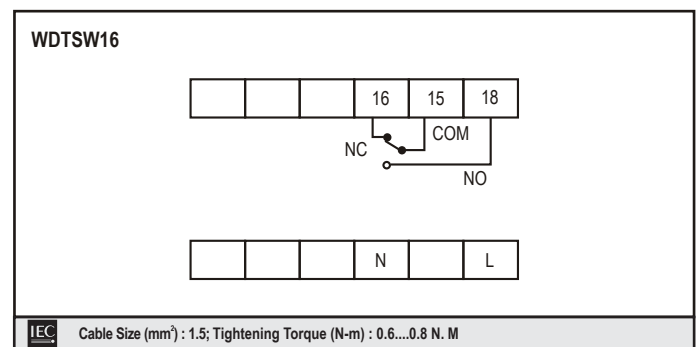 WDTSW16
16 15 18
NC COM
NO
N L
IEC Cable Size (mm²) : 1.5; Tightening Torque (N-m) : 0.6....0.8 N. M